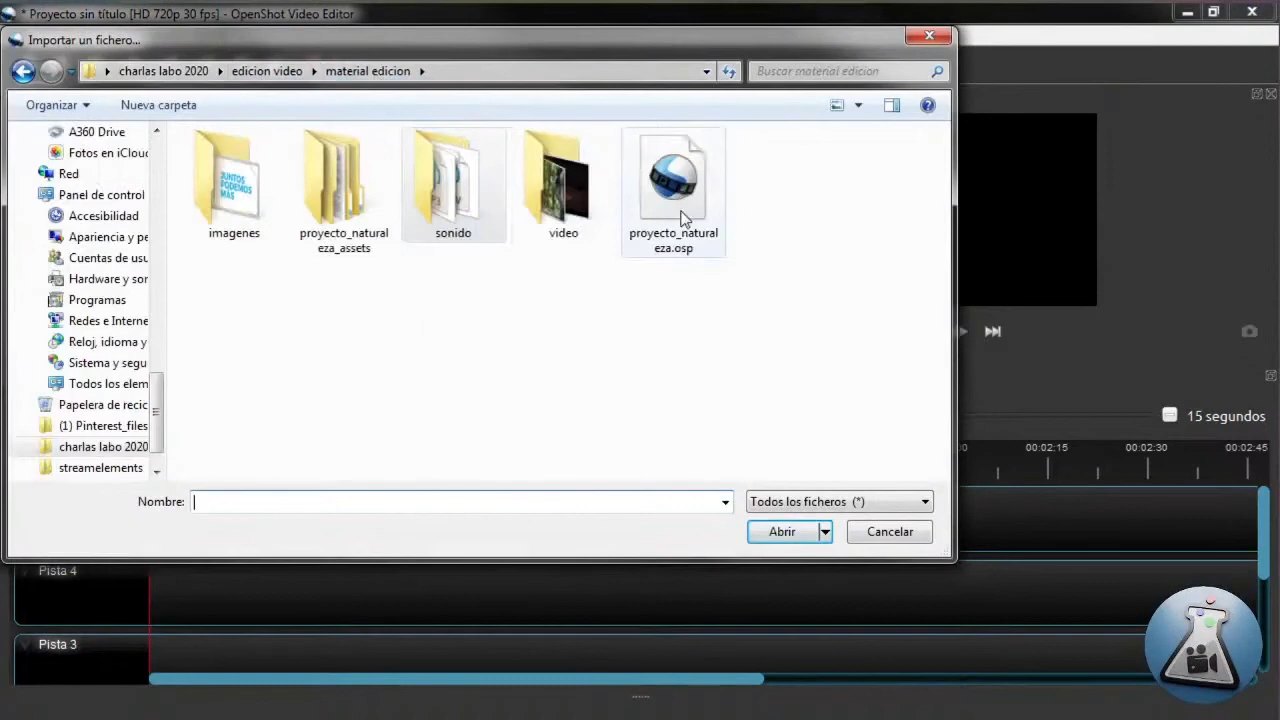 * Proyecto sin título [HD 720p 30 fps] - OpenShot Video Editor
Importar un fichero...
charlas labo 2020
edicion video
material edicion
Buscar material edicion
Organizar
Nueva carpeta
A360 Drive
Fotos en iClou
Red
Panel de control
Accesibilidad
Apariencia y pe
Cuentas de usu
Hardware y sor
Programas
Redes e Interne
Reloj, idioma y
Sistema y segu
Todos los elem
Papelera de recic
(1) Pinterest_files
charlas labo 2020
streamelements
JUNTOS
PODEMOS
MÁS
imagenes
proyecto_natural
eza_assets
sonido
video
proyecto_natural
eza.osp
Nombre:
Todos los ficheros (*)
Abrir
Cancelar
15 segundos
00:02:15
00:02:30
00:02:45
Pista 4
Pista 3